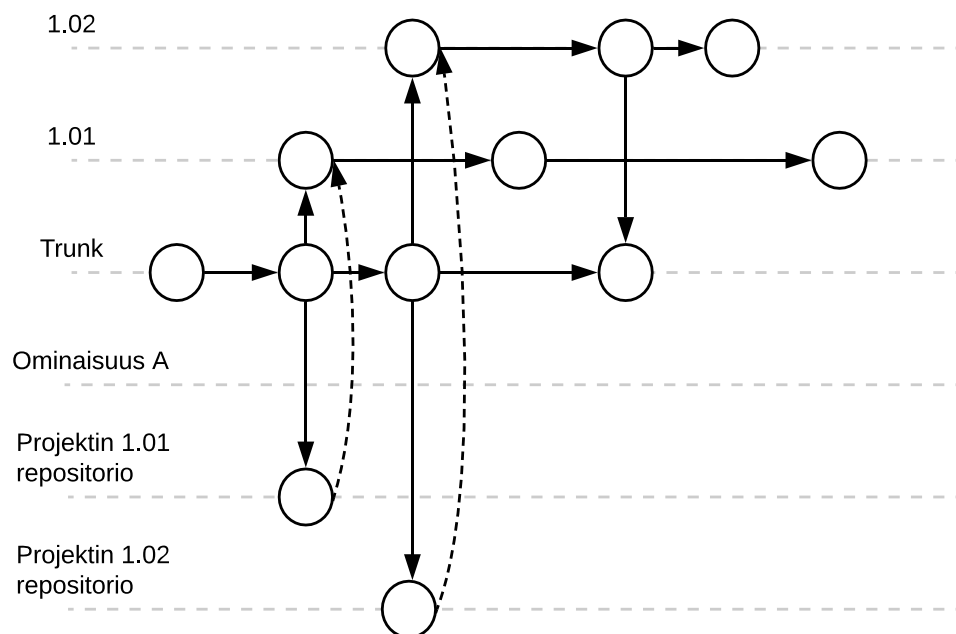 1.02
1.01
Trunk
Ominaisuus A
Projektin 1.01
repositorio
Projektin 1.02
repositorio